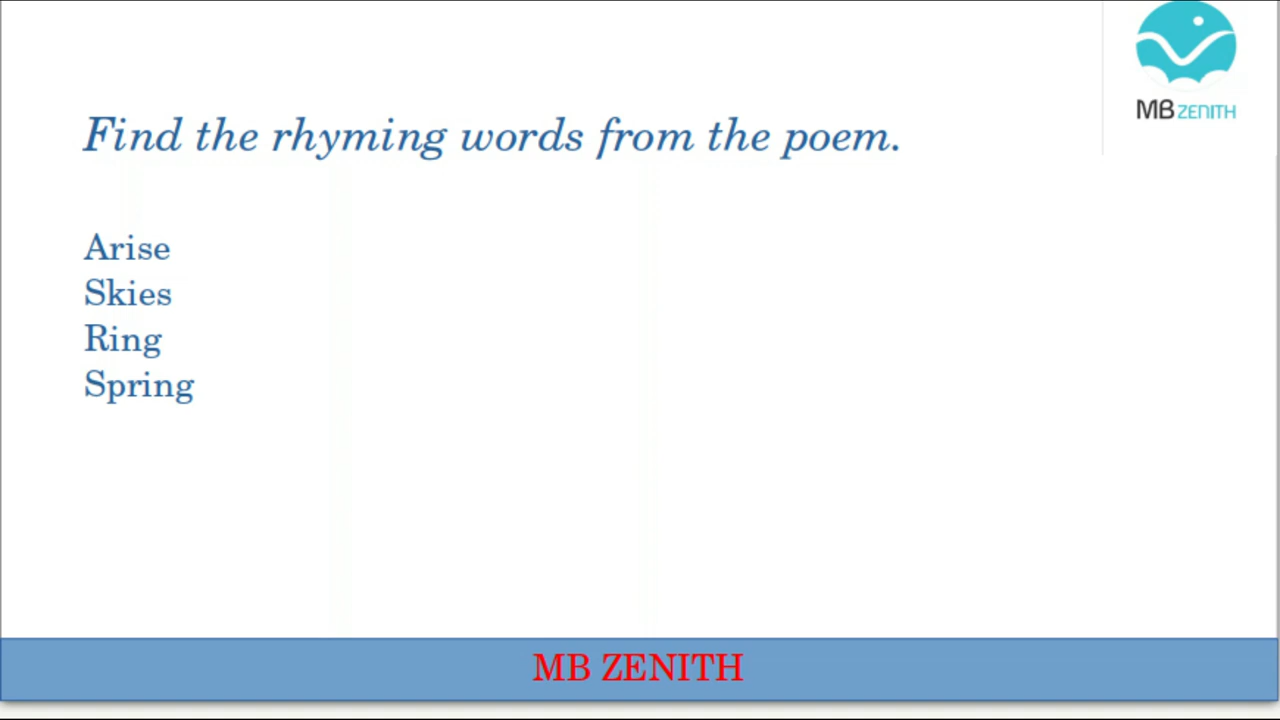 MB ZENITH
Find the rhyming words from the poem.
Arise
Skies
Ring
Spring
MB ZENITH